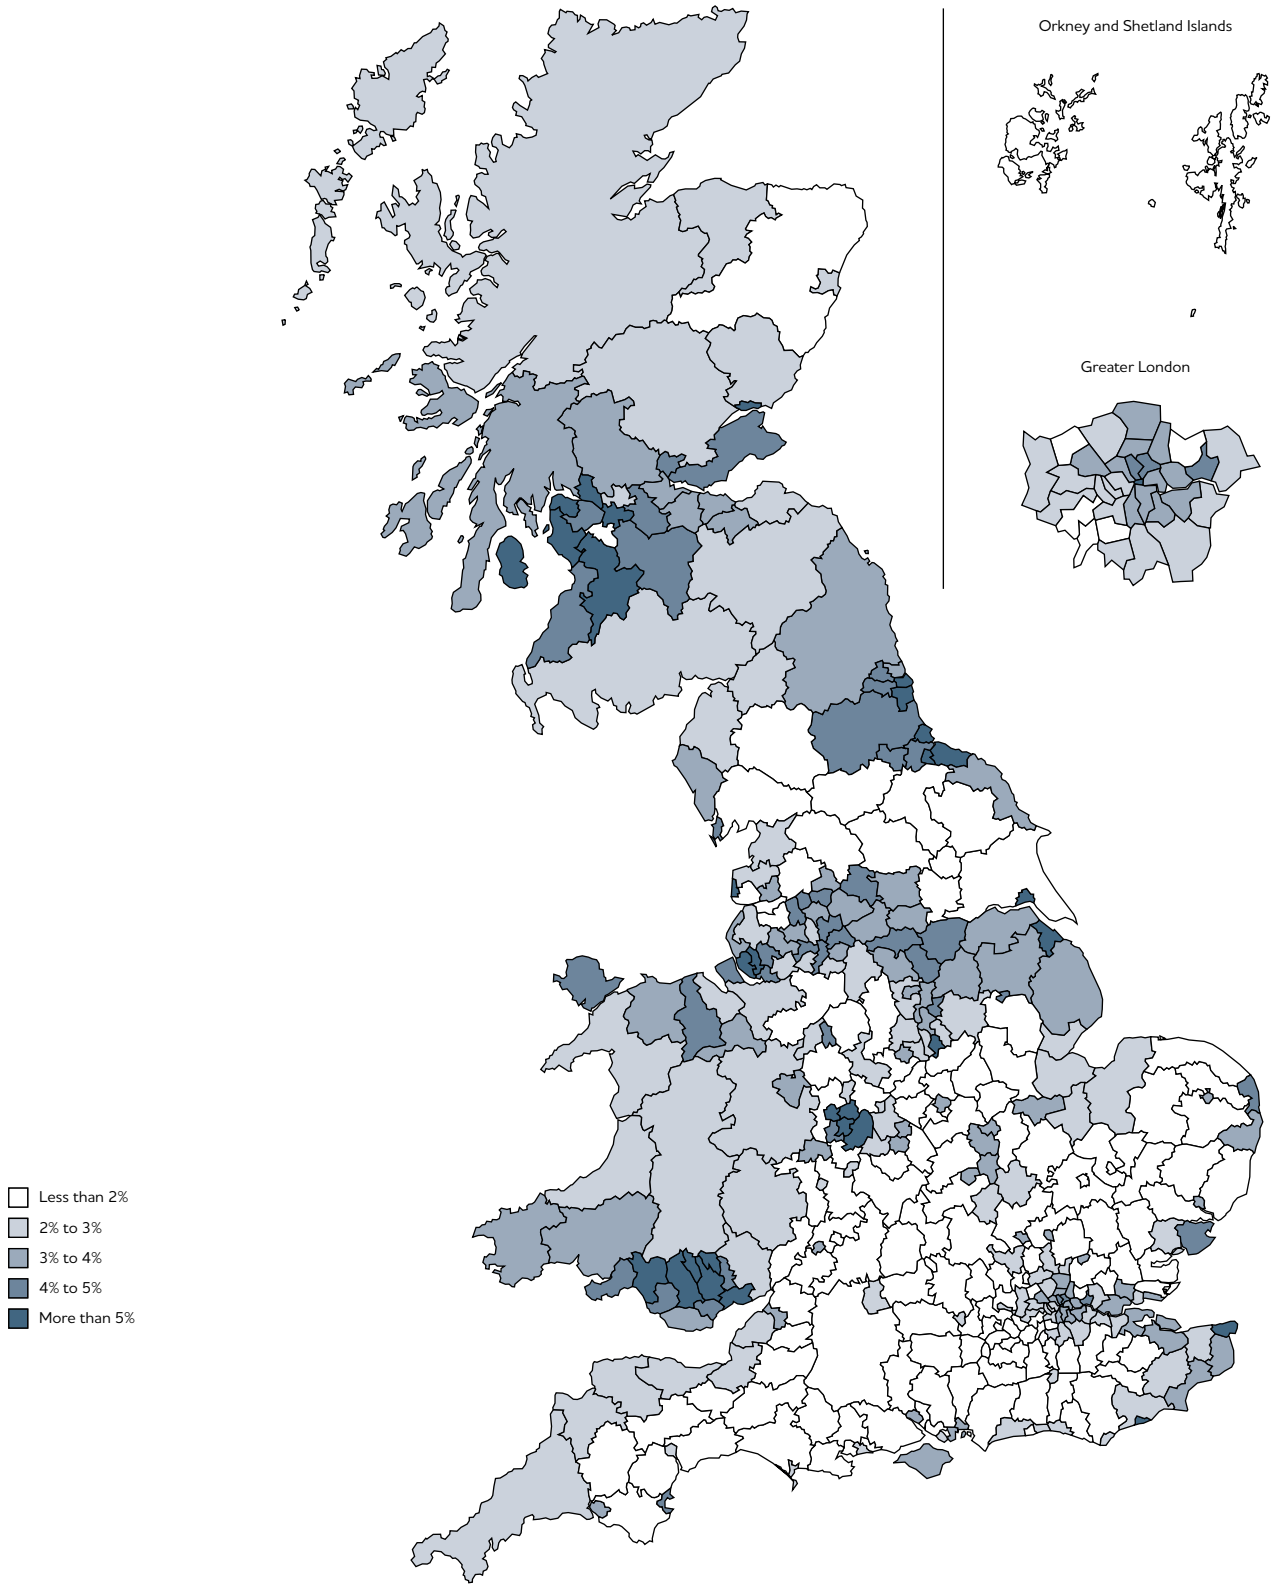 Orkney and Shetland Islands
Greater London
Less than 2%
2% to 3%
3% to 4%
4% to 5%
More than 5%